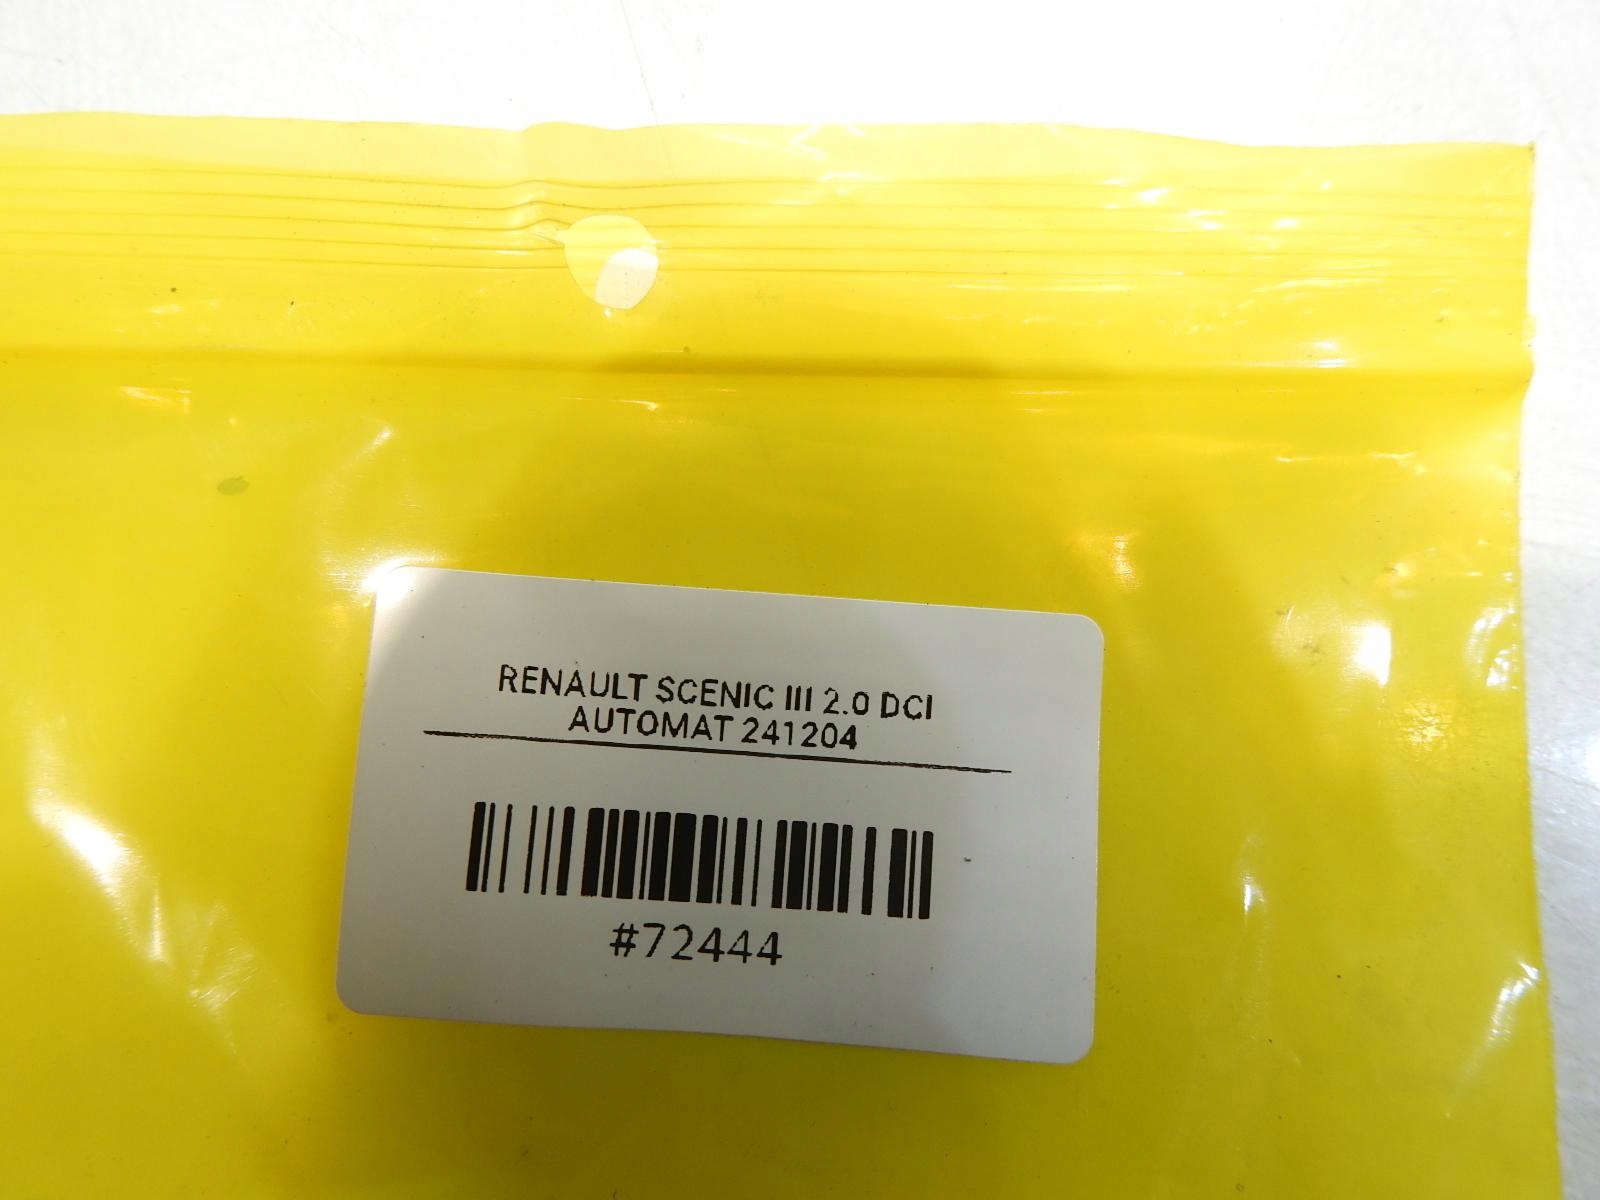 RENAULT SCENIC III 2.0 DCI
AUTOMAT 241204
#72444